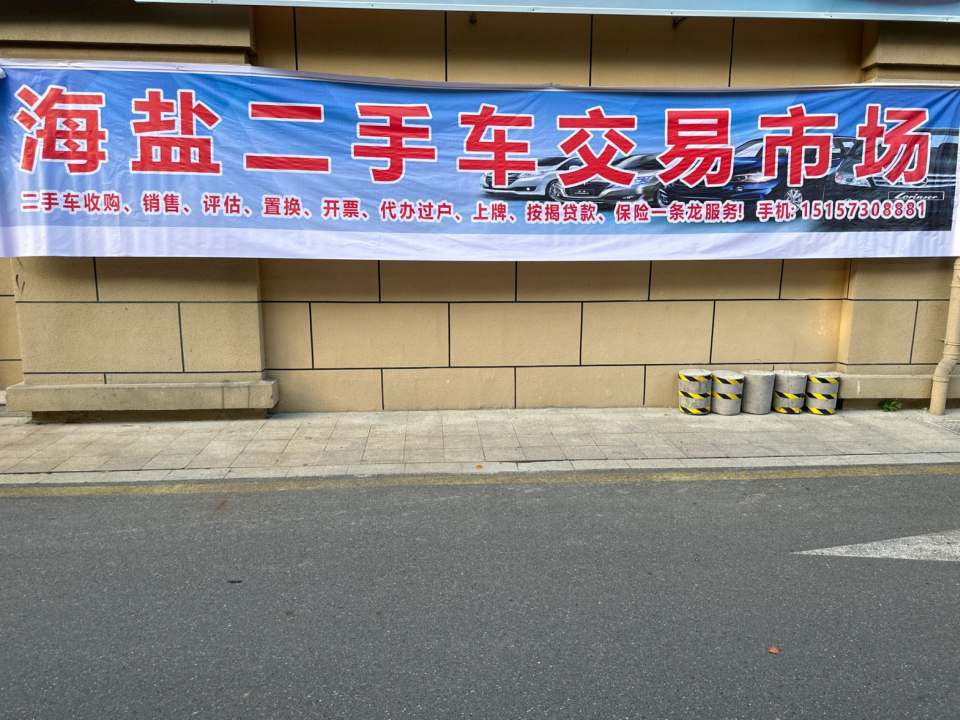 海盐二手车交易市场
二手车收购、销售、评估、置换、开票、代办过户、上牌、按揭贷款、保险一条龙服务! 手机: 15157308881